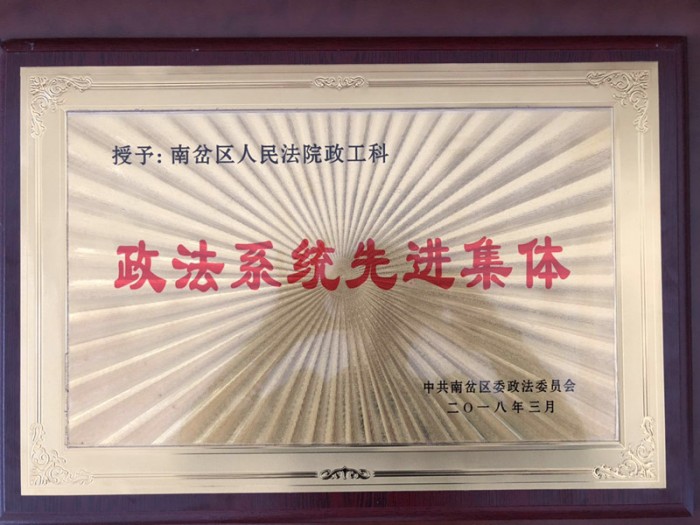 授予:南岔区人民法院政工科
政法系统先进集体
中共南岔区委政法委员会
二〇一八年三月